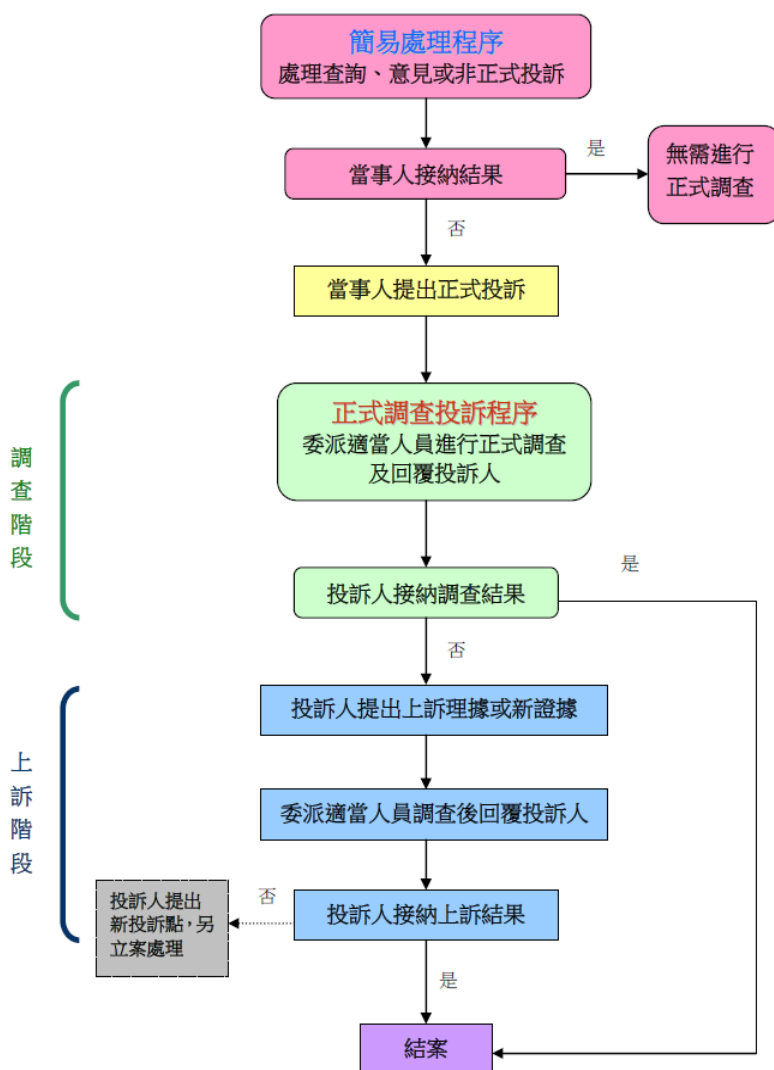 簡易處理程序
處理查詢、意見或非正式投訴
當事人接納結果
是
無需進行
正式調查
否
當事人提出正式投訴
調查階段
正式調查投訴程序
委派適當人員進行正式調查
及回覆投訴人
投訴人接納調查結果
是
否
上訴階段
投訴人提出上訴理據或新證據
委派適當人員調查後回覆投訴人
投訴人接納上訴結果
否
投訴人提出
新投訴點，另
立案處理
是
結案